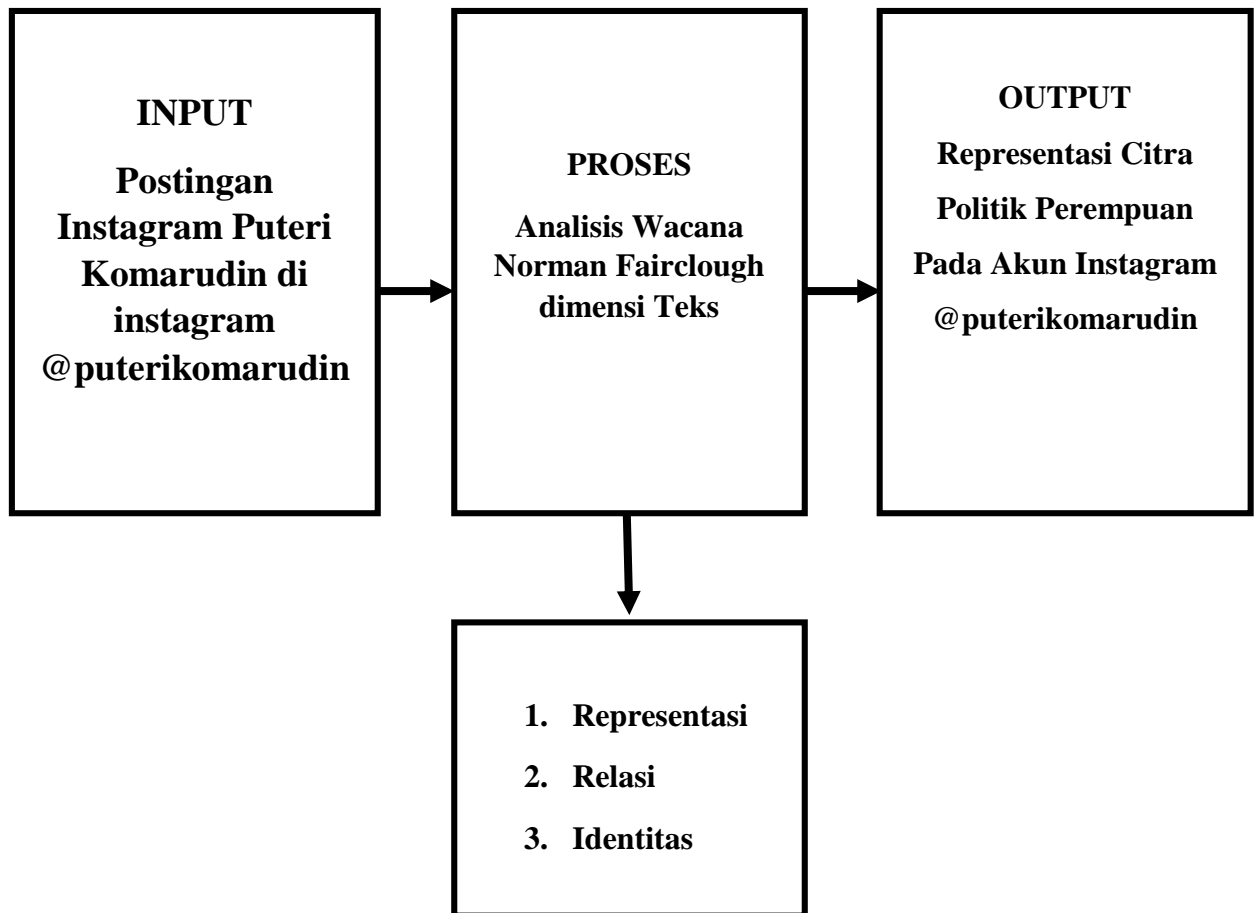 INPUT
Postingan
Instagram Puteri
Komarudin di
instagram
@puterikomarudin
PROSES
Analisis Wacana
Norman Fairclough
dimensi Teks
OUTPUT
Representasi Citra
Politik Perempuan
Pada Akun Instagram
@puterikomarudin
1. Representasi
2. Relasi
3. Identitas